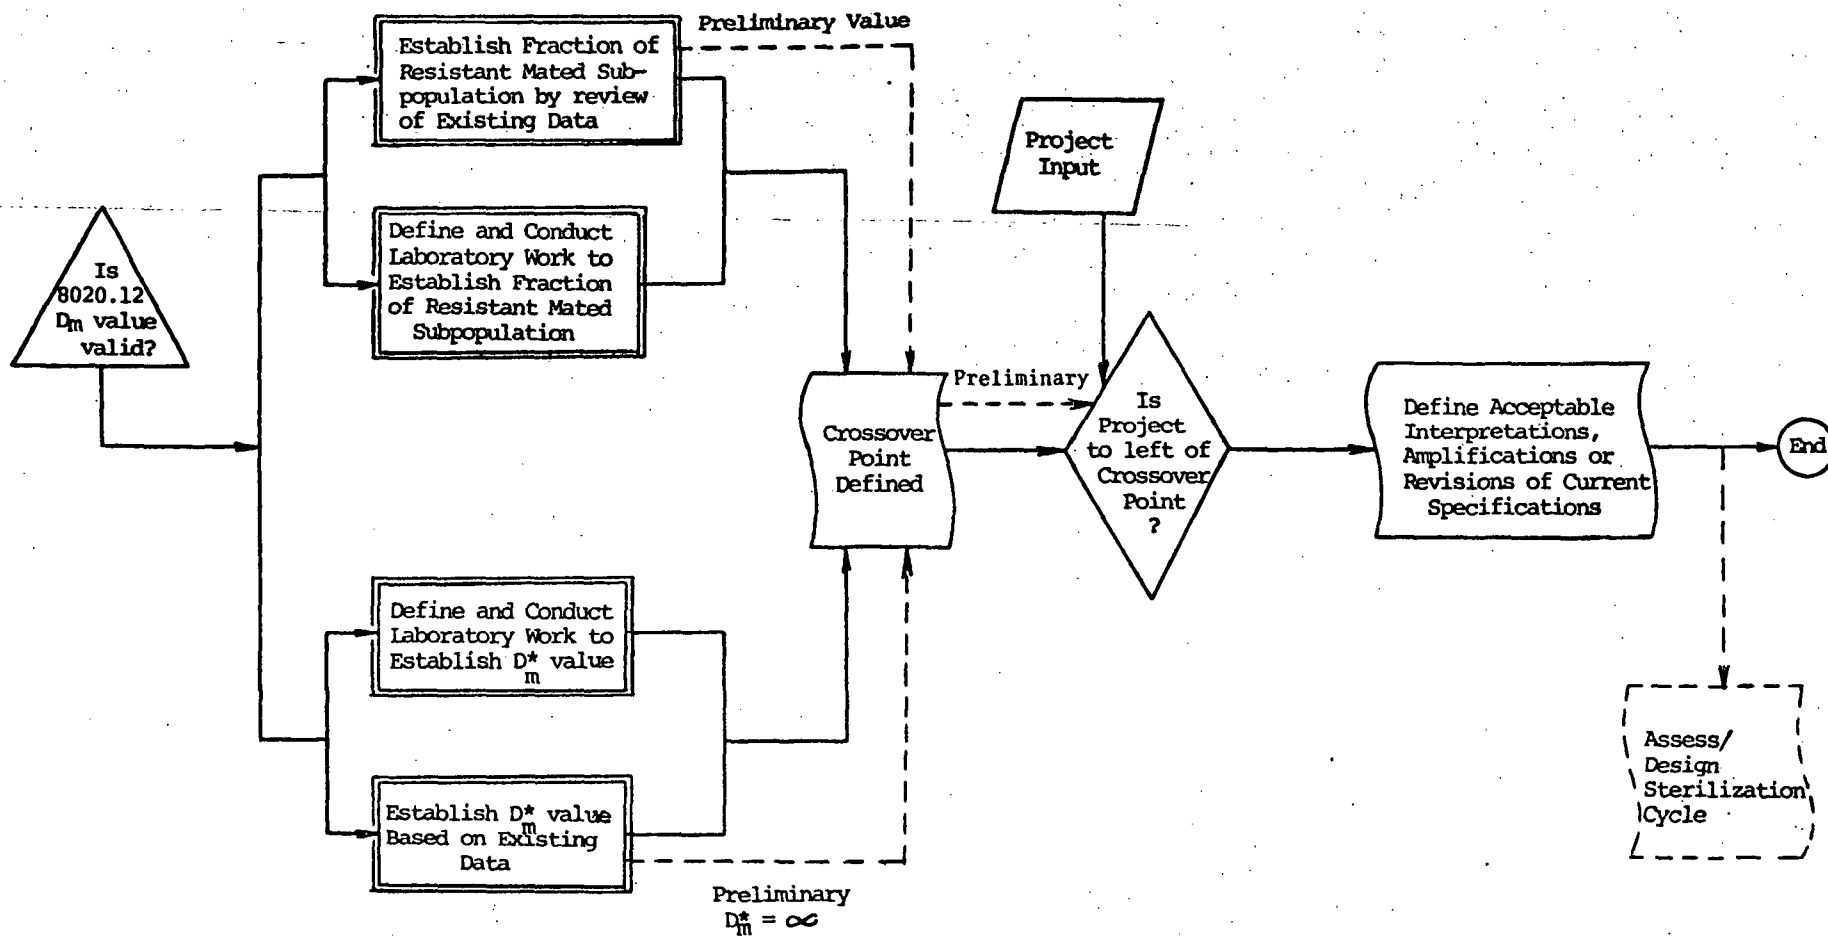 Preliminary Value
Establish Fraction of
Resistant Mated Sub-
population by review
of Existing Data
Project
Input
Define and Conduct
Laboratory Work to
Establish Fraction
of Resistant Mated
Subpopulation
Is
8020.12
Dm value
valid?
Preliminary
Crossover
Point
Defined
Is
Project
to left of
Crossover
Point
?
Define Acceptable
Interpretations,
Amplifications or
Revisions of Current
Specifications
End
Define and Conduct
Laboratory Work to
Establish D*m value
Establish D*m value
Based on Existing
Data
Preliminary
D*m = ∞
Assess/
Design
Sterilization
Cycle